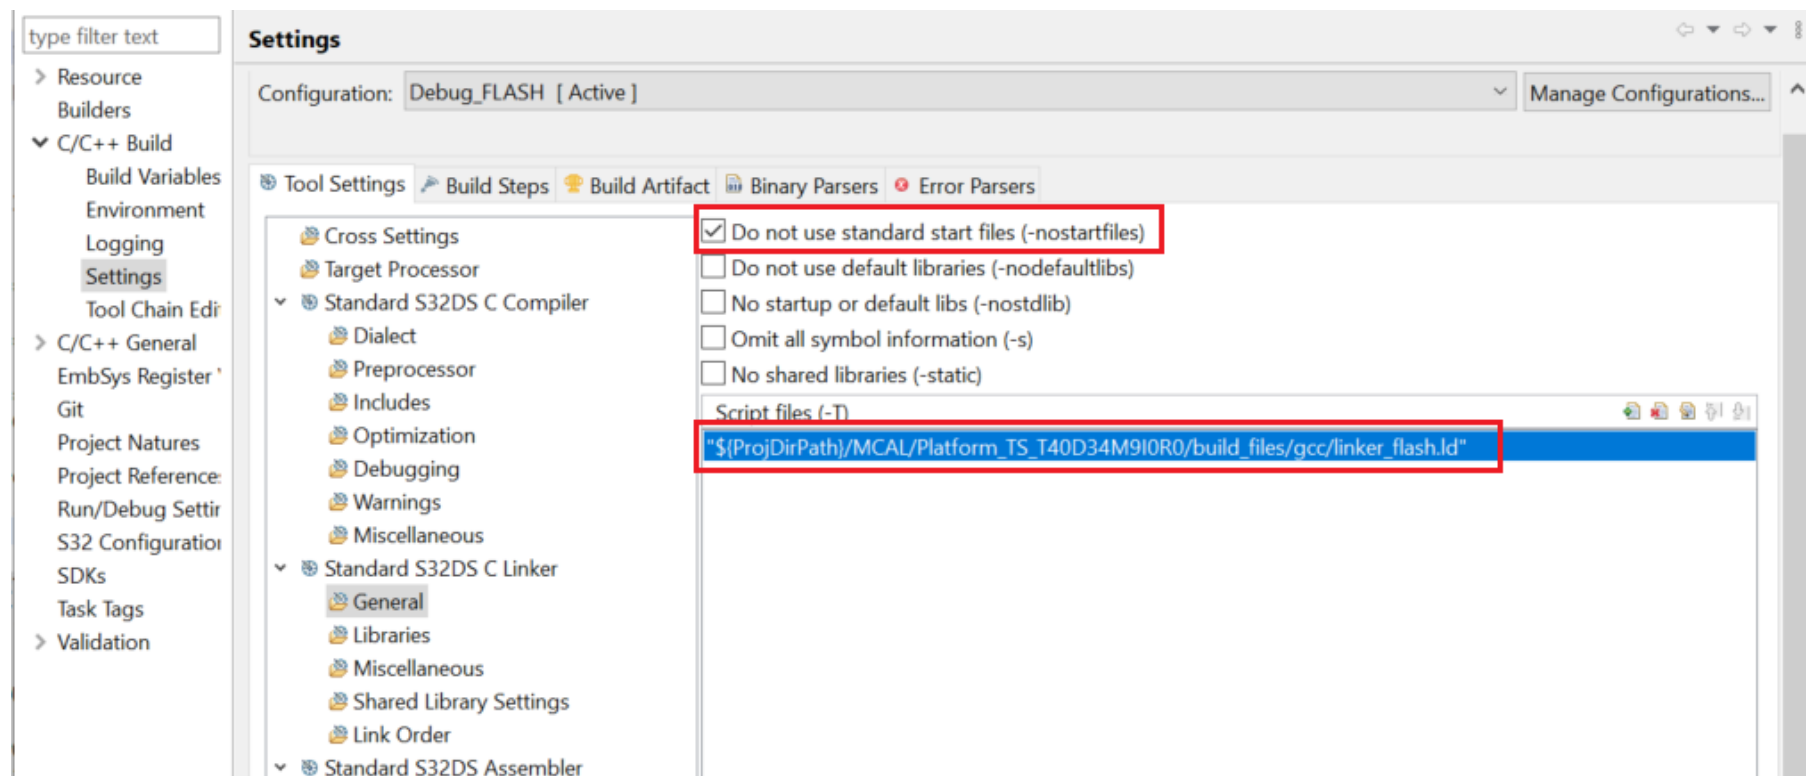 type filter text
Resource
Builders
C/C++ Build
Build Variables
Environment
Logging
Settings
Tool Chain Edi
C/C++ General
EmbSys Register
Git
Project Natures
Project Reference
Run/Debug Settin
S32 Configuration
SDKs
Task Tags
Validation
Settings
Configuration: Debug_FLASH [ Active ] Manage Configurations...
Tool Settings Build Steps Build Artifact Binary Parsers Error Parsers
Cross Settings
Target Processor
Standard S32DS C Compiler
Dialect
Preprocessor
Includes
Optimization
Debugging
Warnings
Miscellaneous
Standard S32DS C Linker
General
Libraries
Miscellaneous
Shared Library Settings
Link Order
Standard S32DS Assembler
Do not use standard start files (-nostartfiles)
Do not use default libraries (-nodefaultlibs)
No startup or default libs (-nostdlib)
Omit all symbol information (-s)
No shared libraries (-static)
Script files (-T)
"${ProjDirPath}/MCAL/Platform_TS_T40D34M9I0R0/build_files/gcc/linker_flash.ld"